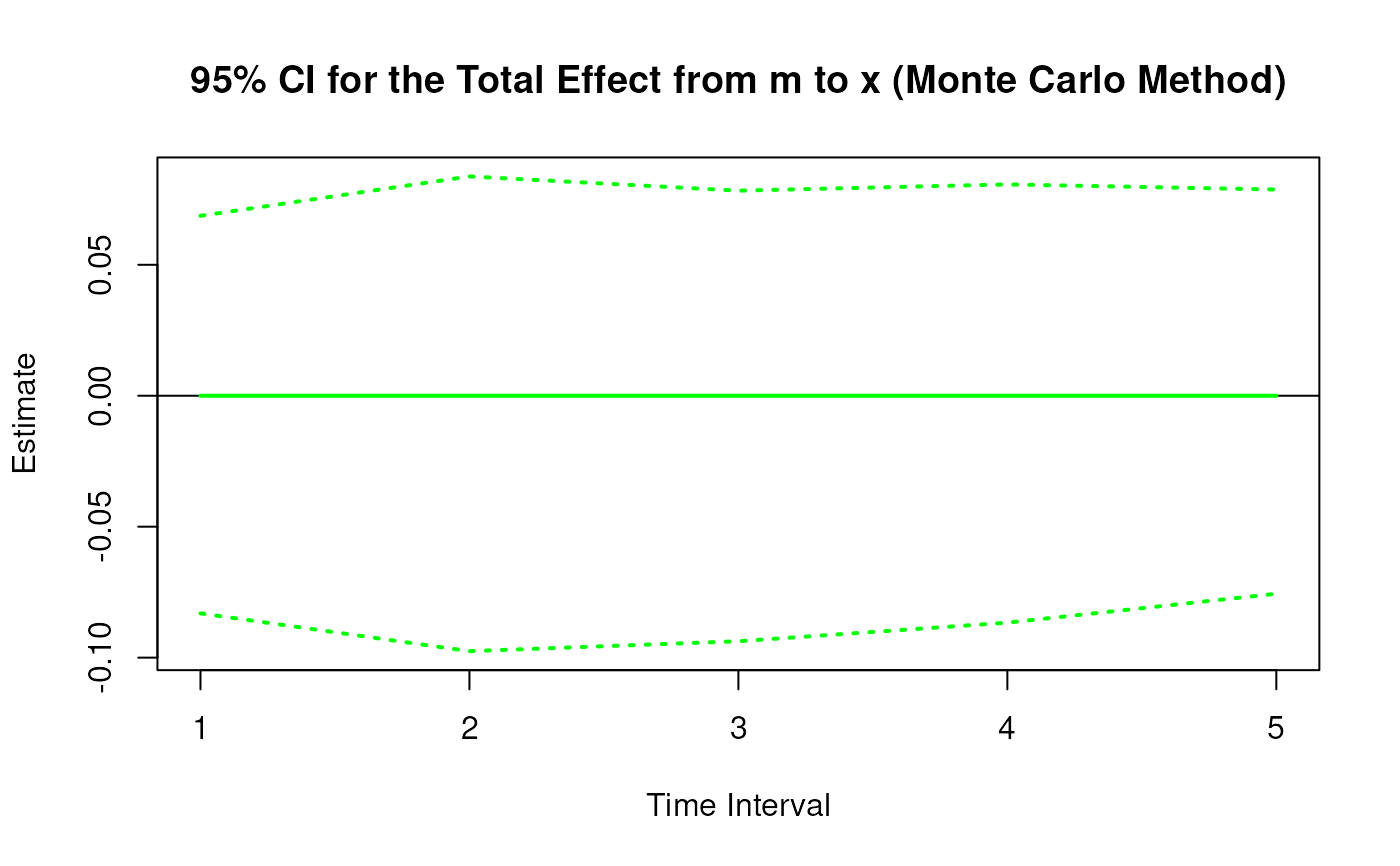 95% CI for the Total Effect from m to x (Monte Carlo Method)
Estimate
0.05
0.00
-0.05
-0.10
1 2 3 4 5
Time Interval